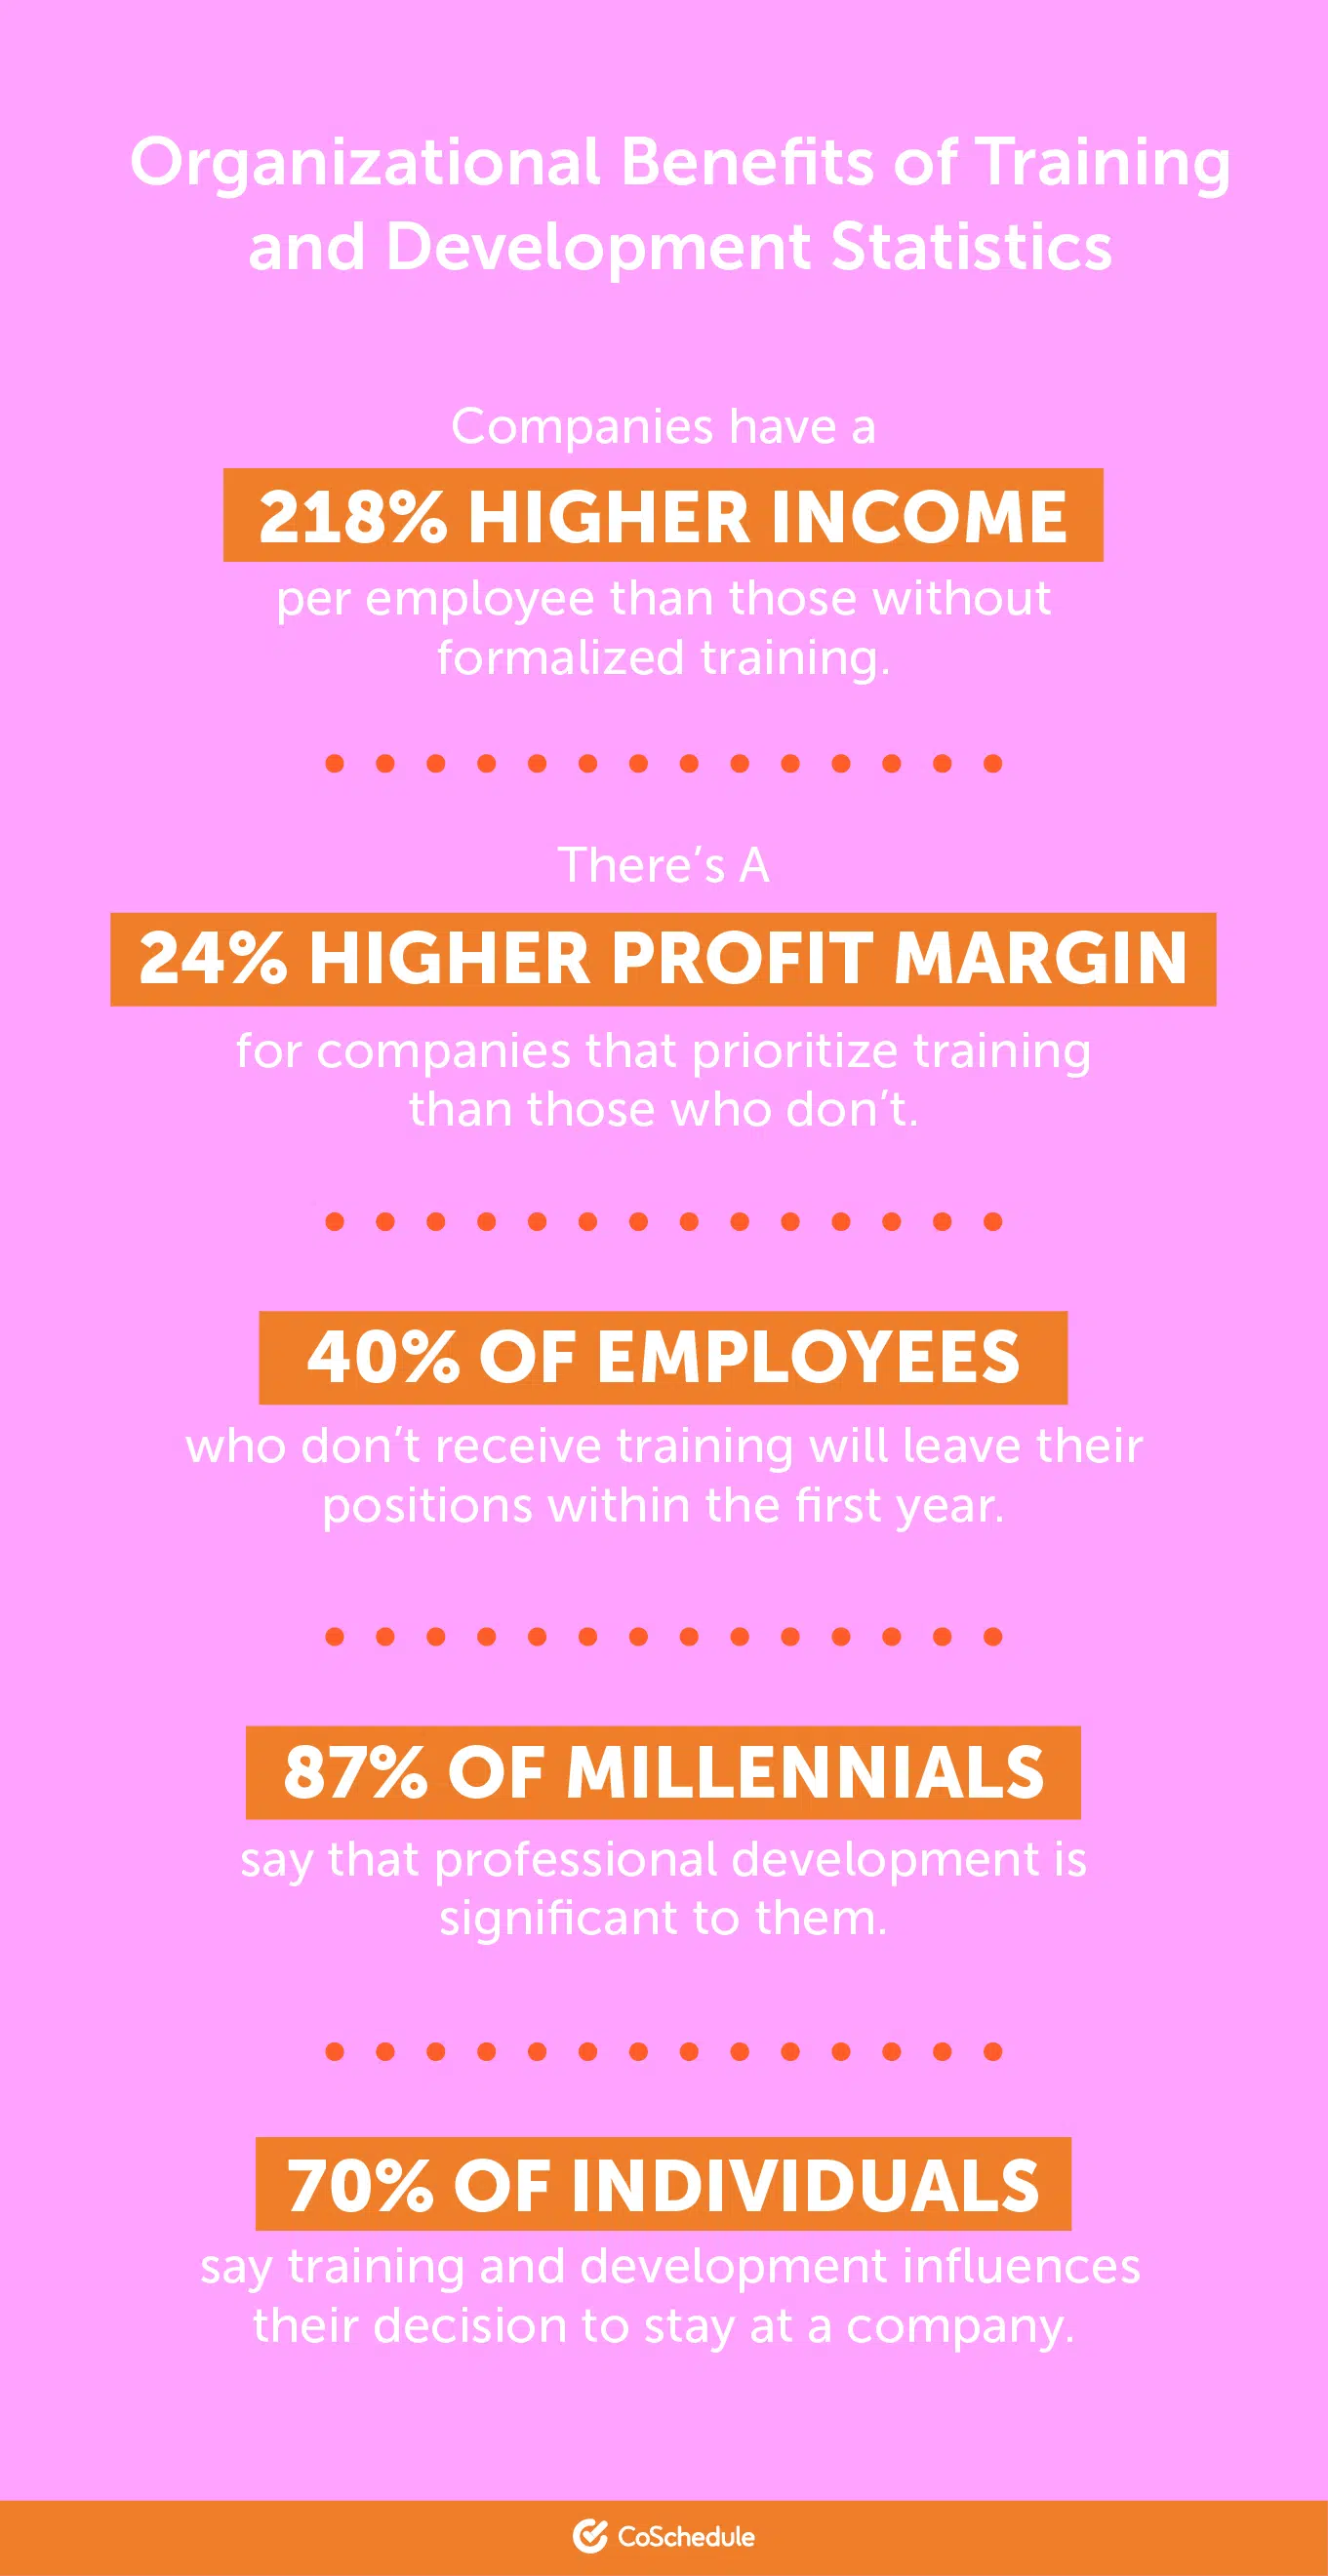 Organizational Benefits of Training
and Development Statistics
Companies have a
218% HIGHER INCOME
per employee than those without
formalized training.
There’s A
24% HIGHER PROFIT MARGIN
for companies that prioritize training
than those who don’t.
40% OF EMPLOYEES
who don’t receive training will leave their
positions within the first year.
87% OF MILLENNIALS
say that professional development is
significant to them.
70% OF INDIVIDUALS
say training and development influences
their decision to stay at a company.
CoSchedule